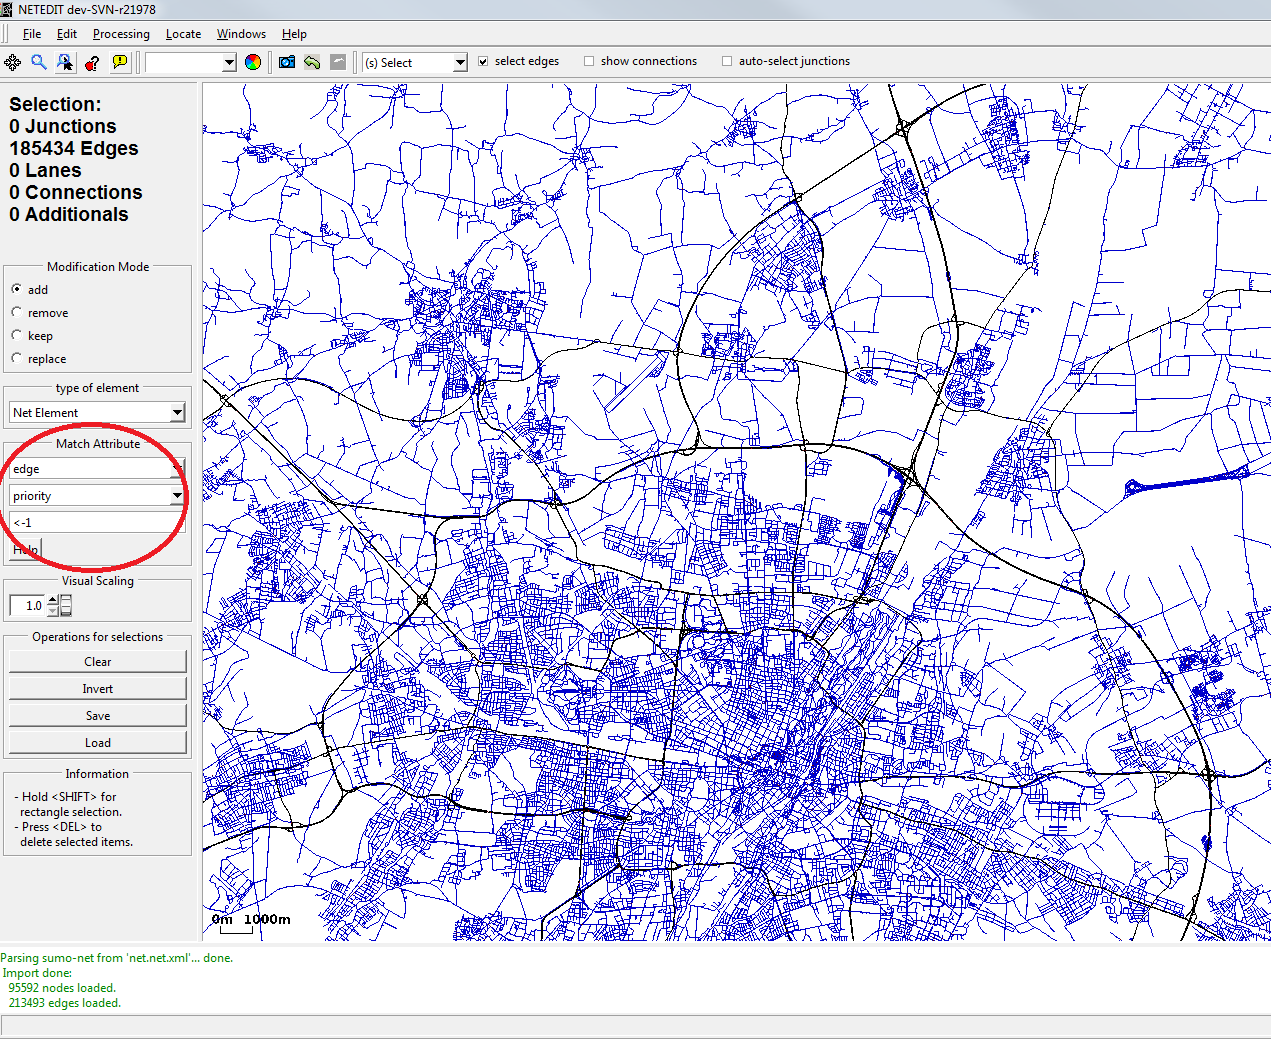 NETEDIT dev-SVN-r21978
File Edit Processing Locate Windows Help
(s) Select select edges show connections auto-select junctions
Selection:
0 Junctions
185434 Edges
0 Lanes
0 Connections
0 Additionals
Modification Mode
add
remove
keep
replace
type of element
Net Element
Match Attribute
edge
priority
<-1
Help
Visual Scaling
1.0
Operations for selections
Clear
Invert
Save
Load
Information
- Hold <SHIFT> for
rectangle selection.
- Press <DEL> to
delete selected items.
0m 1000m
Parsing sumo-net from 'net.net.xml'... done.
Import done:
95592 nodes loaded.
213493 edges loaded.